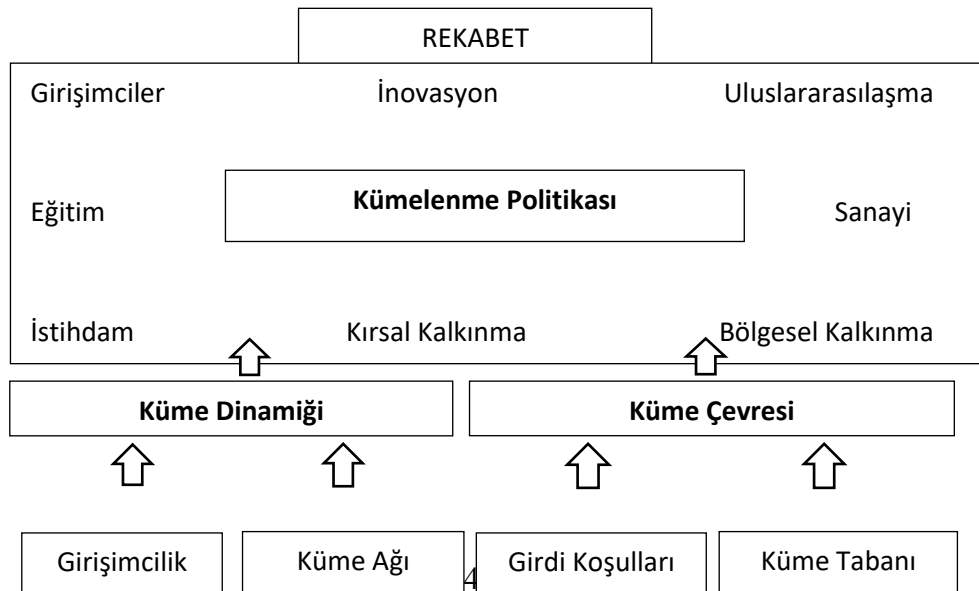 REKABET
Girişimciler İnovasyon Uluslararasılaşma
Eğitim Kümelenme Politikası Sanayi
İstihdam Kırsal Kalkınma Bölgesel Kalkınma
Küme Dinamiği Küme Çevresi
Girişimcilik Küme Ağı Girdi Koşulları Küme Tabanı
4